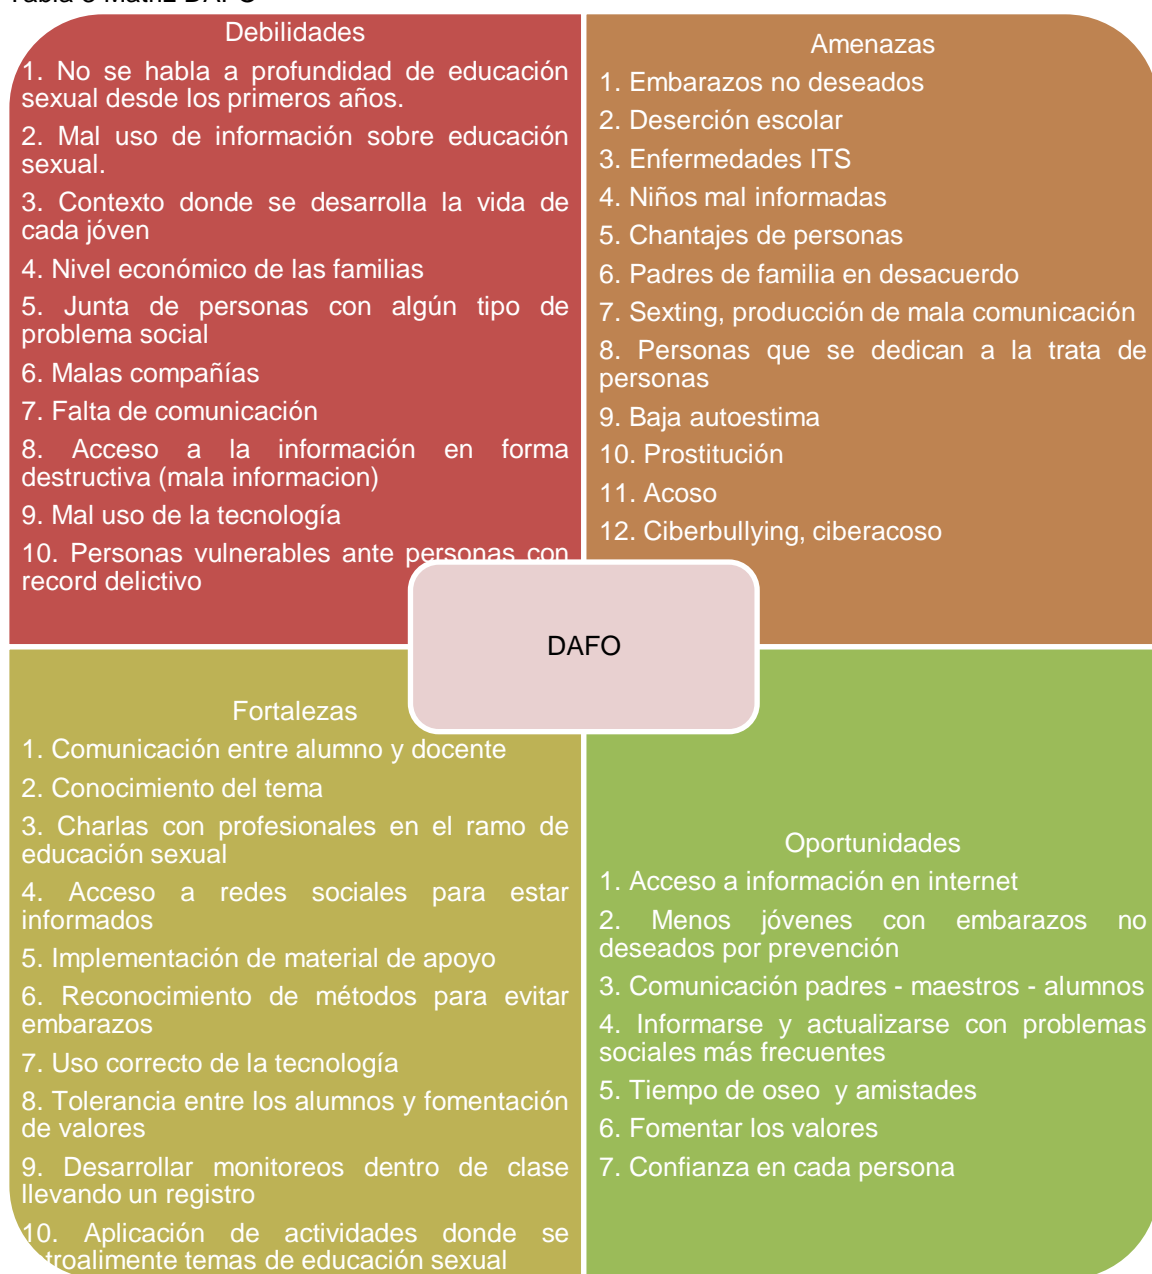 Debilidades
1. No se habla a profundidad de educación
sexual desde los primeros años.
2. Mal uso de información sobre educación
sexual.
3. Contexto donde se desarrolla la vida de
cada jóven
4. Nivel económico de las familias
5. Junta de personas con algún tipo de
problema social
6. Malas compañías
7. Falta de comunicación
8. Acceso a la información en forma
destructiva (mala informacion)
9. Mal uso de la tecnología
10. Personas vulnerables ante personas con
record delictivo
Amenazas
1. Embarazos no deseados
2. Deserción escolar
3. Enfermedades ITS
4. Niños mal informadas
5. Chantajes de personas
6. Padres de familia en desacuerdo
7. Sexting, producción de mala comunicación
8. Personas que se dedican a la trata de
personas
9. Baja autoestima
10. Prostitución
11. Acoso
12. Ciberbullying, ciberacoso
DAFO
Fortalezas
1. Comunicación entre alumno y docente
2. Conocimiento del tema
3. Charlas con profesionales en el ramo de
educación sexual
4. Acceso a redes sociales para estar
informados
5. Implementación de material de apoyo
6. Reconocimiento de métodos para evitar
embarazos
7. Uso correcto de la tecnología
8. Tolerancia entre los alumnos y fomentación
de valores
9. Desarrollar monitoreos dentro de clase
llevando un registro
10. Aplicación de actividades donde se
temas de educación sexual
Oportunidades
1. Acceso a información en internet
2. Menos jóvenes con embarazos no
deseados por prevención
3. Comunicación padres - maestros - alumnos
4. Informarse y actualizarse con problemas
sociales más frecuentes
5. Tiempo de oseo y amistades
6. Fomentar los valores
7. Confianza en cada persona